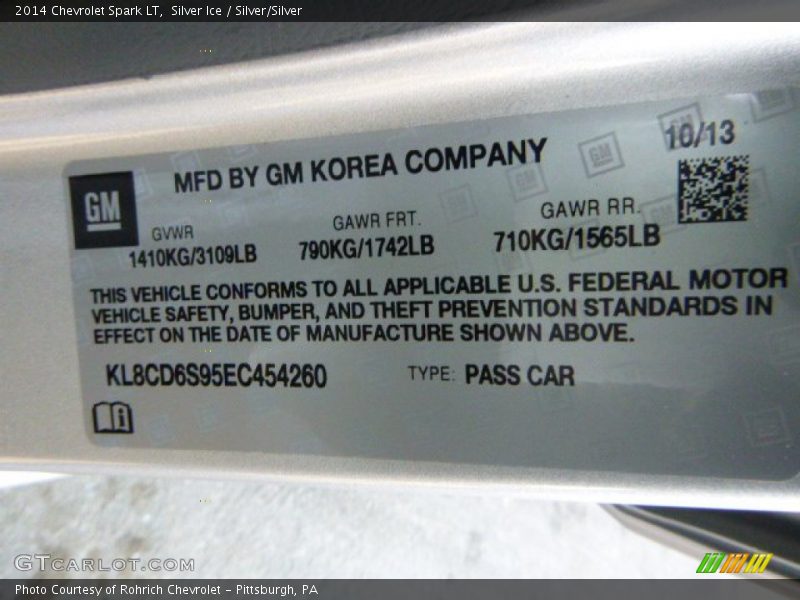 2014 Chevrolet Spark LT,  Silver Ice / Silver/Silver
10/13
MFD BY GM KOREA COMPANY
GM
GVWR
GAWR FRT.
GAWR RR.
1410KG/3109LB
790KG/1742LB
710KG/1565LB
THIS VEHICLE CONFORMS TO ALL APPLICABLE U.S. FEDERAL MOTOR
VEHICLE SAFETY, BUMPER, AND THEFT PREVENTION STANDARDS IN
EFFECT ON THE DATE OF MANUFACTURE SHOWN ABOVE.
KL8CD6S95EC454260
TYPE: PASS CAR
GTCARLOT.COM
Photo Courtesy of Rohrich Chevrolet – Pittsburgh, PA